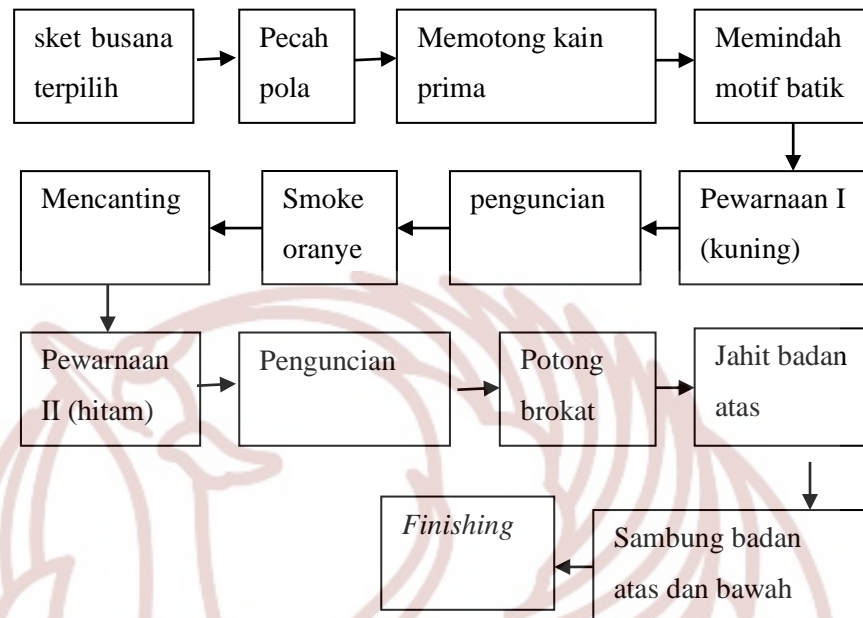 sket busana
terpilih
Pecah
pola
Memotong kain
prima
Memindah
motif batik
Pewarnaan I
(kuning)
penguncian
Smoke
oranye
Mencanting
Pewarnaan
II (hitam)
Penguncian
Potong
brokat
Jahit badan
atas
Sambung badan
atas dan bawah
Finishing